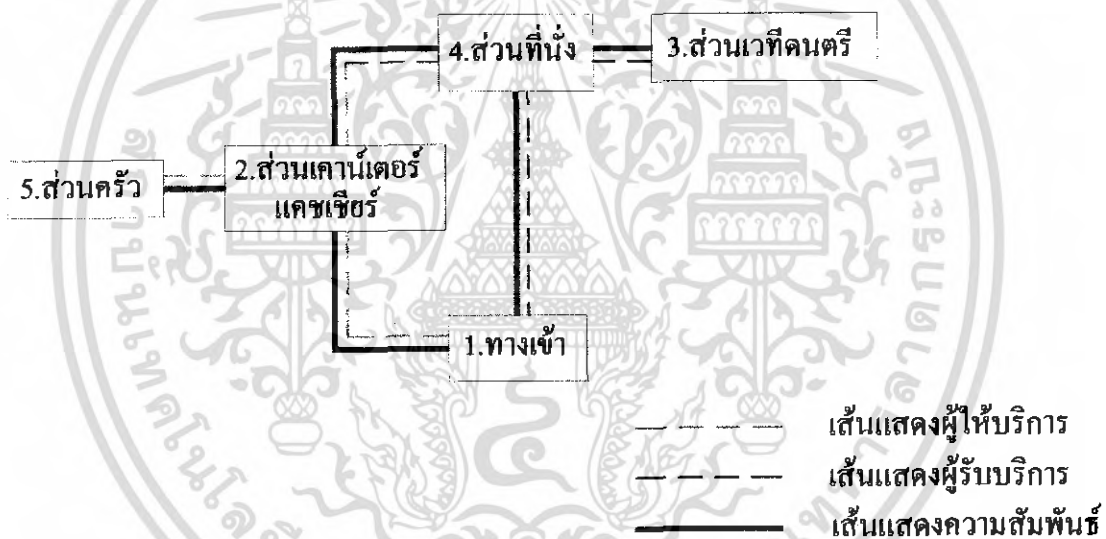 4.ส่วนที่นั่ง
3.ส่วนเวทีดนตรี
5.ส่วนครัว
2.ส่วนเคาน์เตอร์
แคชเชียร์
1.ทางเข้า
เส้นแสดงผู้ให้บริการ
เส้นแสดงผู้รับบริการ
เส้นแสดงความสัมพันธ์